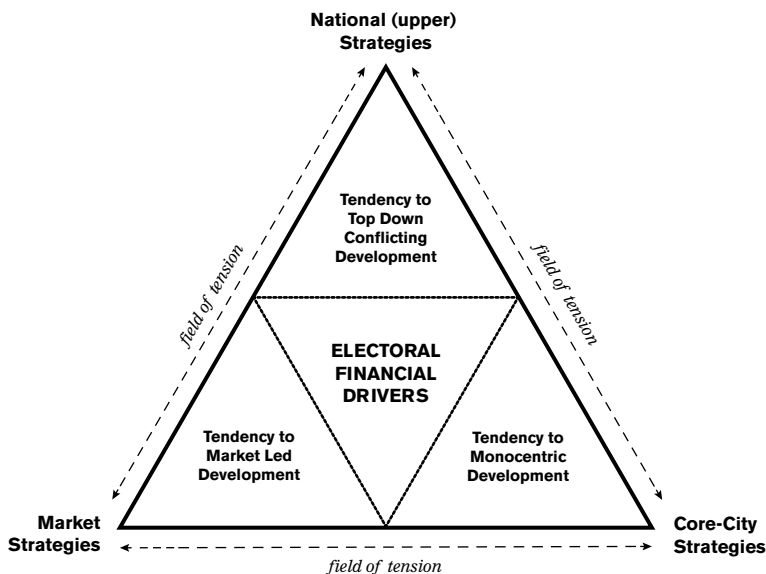 National (upper)
Strategies
Tendency to
Top Down
Conflicting
Development
field of tension
field of tension
ELECTORAL
FINANCIAL
DRIVERS
Tendency to
Market Led
Development
Tendency to
Monocentric
Development
Market
Strategies
Core-City
Strategies
field of tension